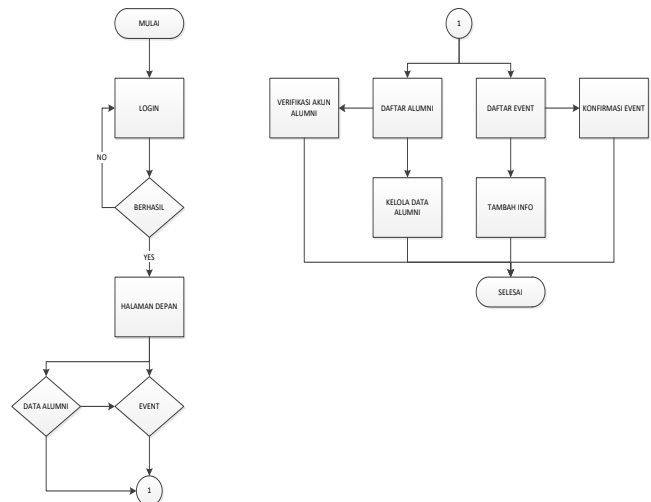 MULAI
LOGIN
NO
BERHASIL
YES
HALAMAN DEPAN
DATA ALUMNI
EVENT
1
1
VERIFIKASI AKUN
ALUMNI
DAFTAR ALUMNI
DAFTAR EVENT
KONFIRMASI EVENT
KELOLA DATA
ALUMNI
TAMBAH INFO
SELESAI